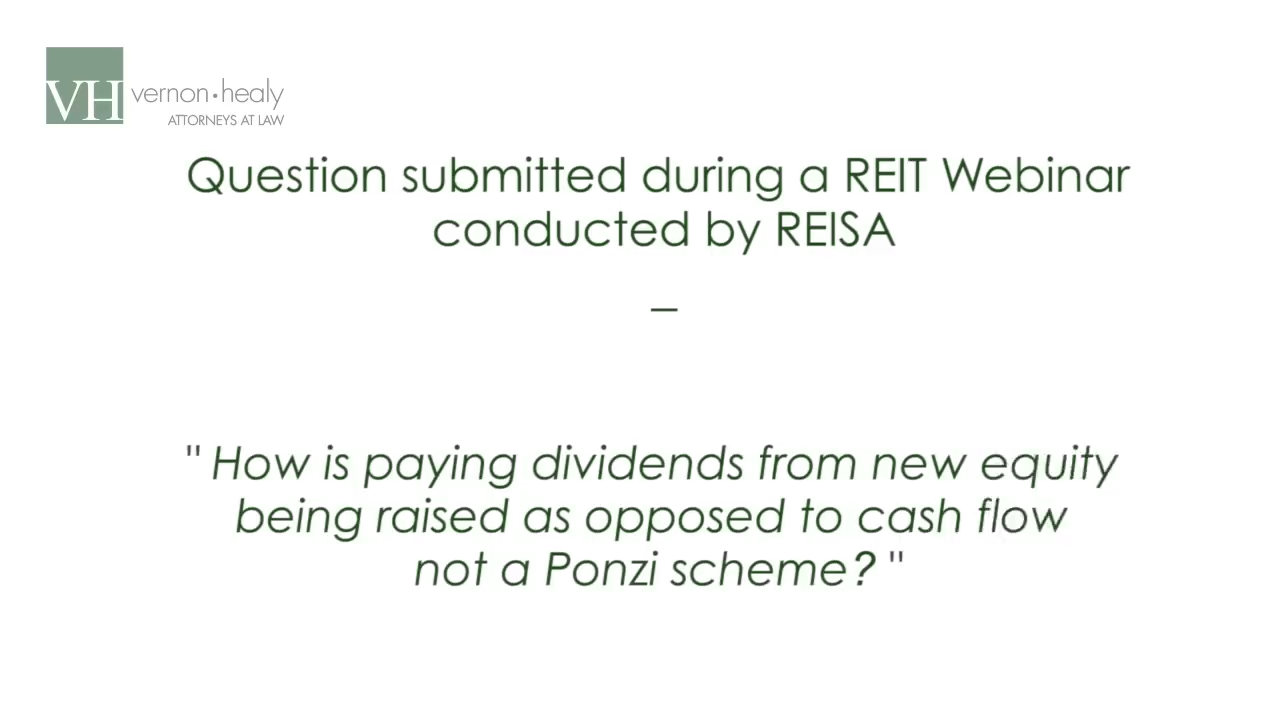 VH
vernon·healy
ATTORNEYS AT LAW
Question submitted during a REIT Webinar
conducted by REISA
–
" How is paying dividends from new equity
being raised as opposed to cash flow
not a Ponzi scheme? "